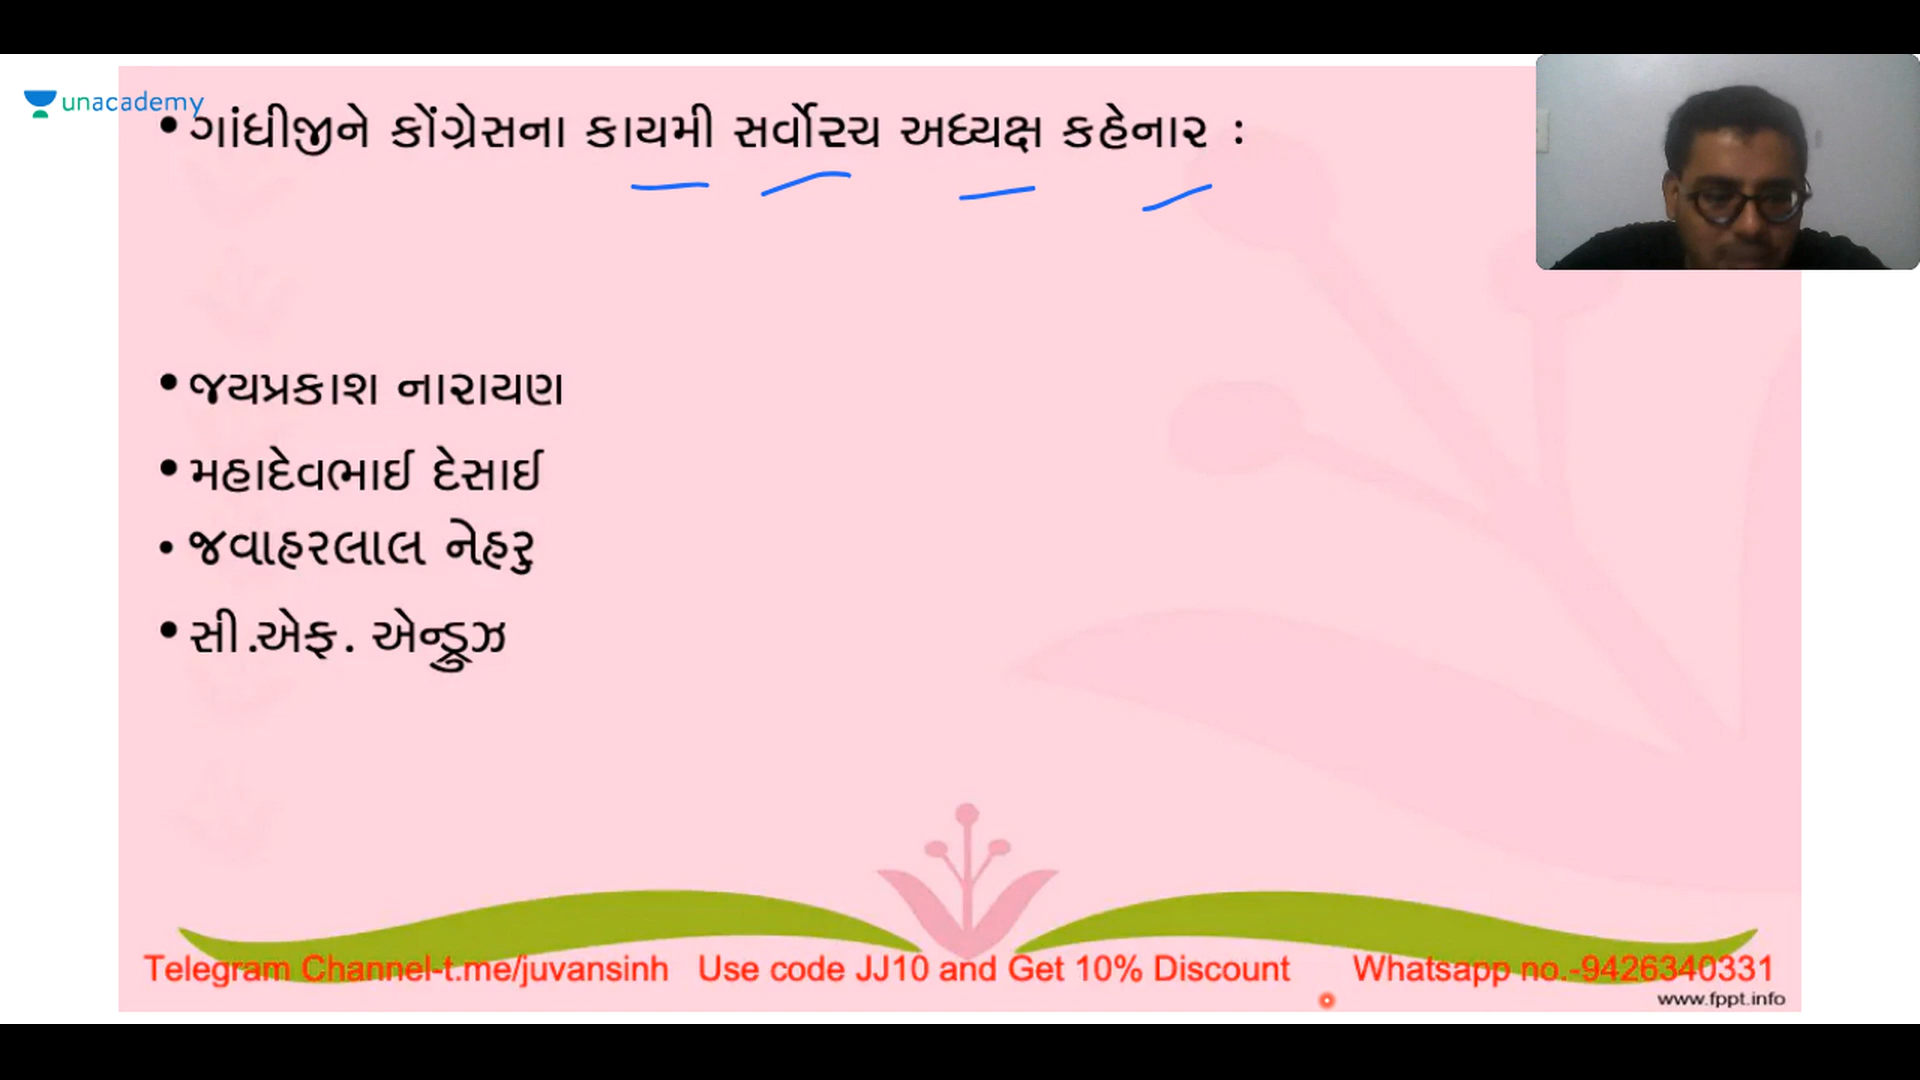 unacademy
• ગાંધીજીને કોંગ્રેસના કાયમી સર્વોચ્ચ અધ્યક્ષ કહેનાર :
• જયપ્રકાશ નારાયણ
• મહાદેવભાઈ દેસાઈ
• જવાહરલાલ નેહરુ
• સી.એફ. એન્ડ્રુઝ
Telegram Channel-t.me/juvansinh Use code JJ10 and Get 10% Discount Whatsapp no.-9426340331
www.fppt.info